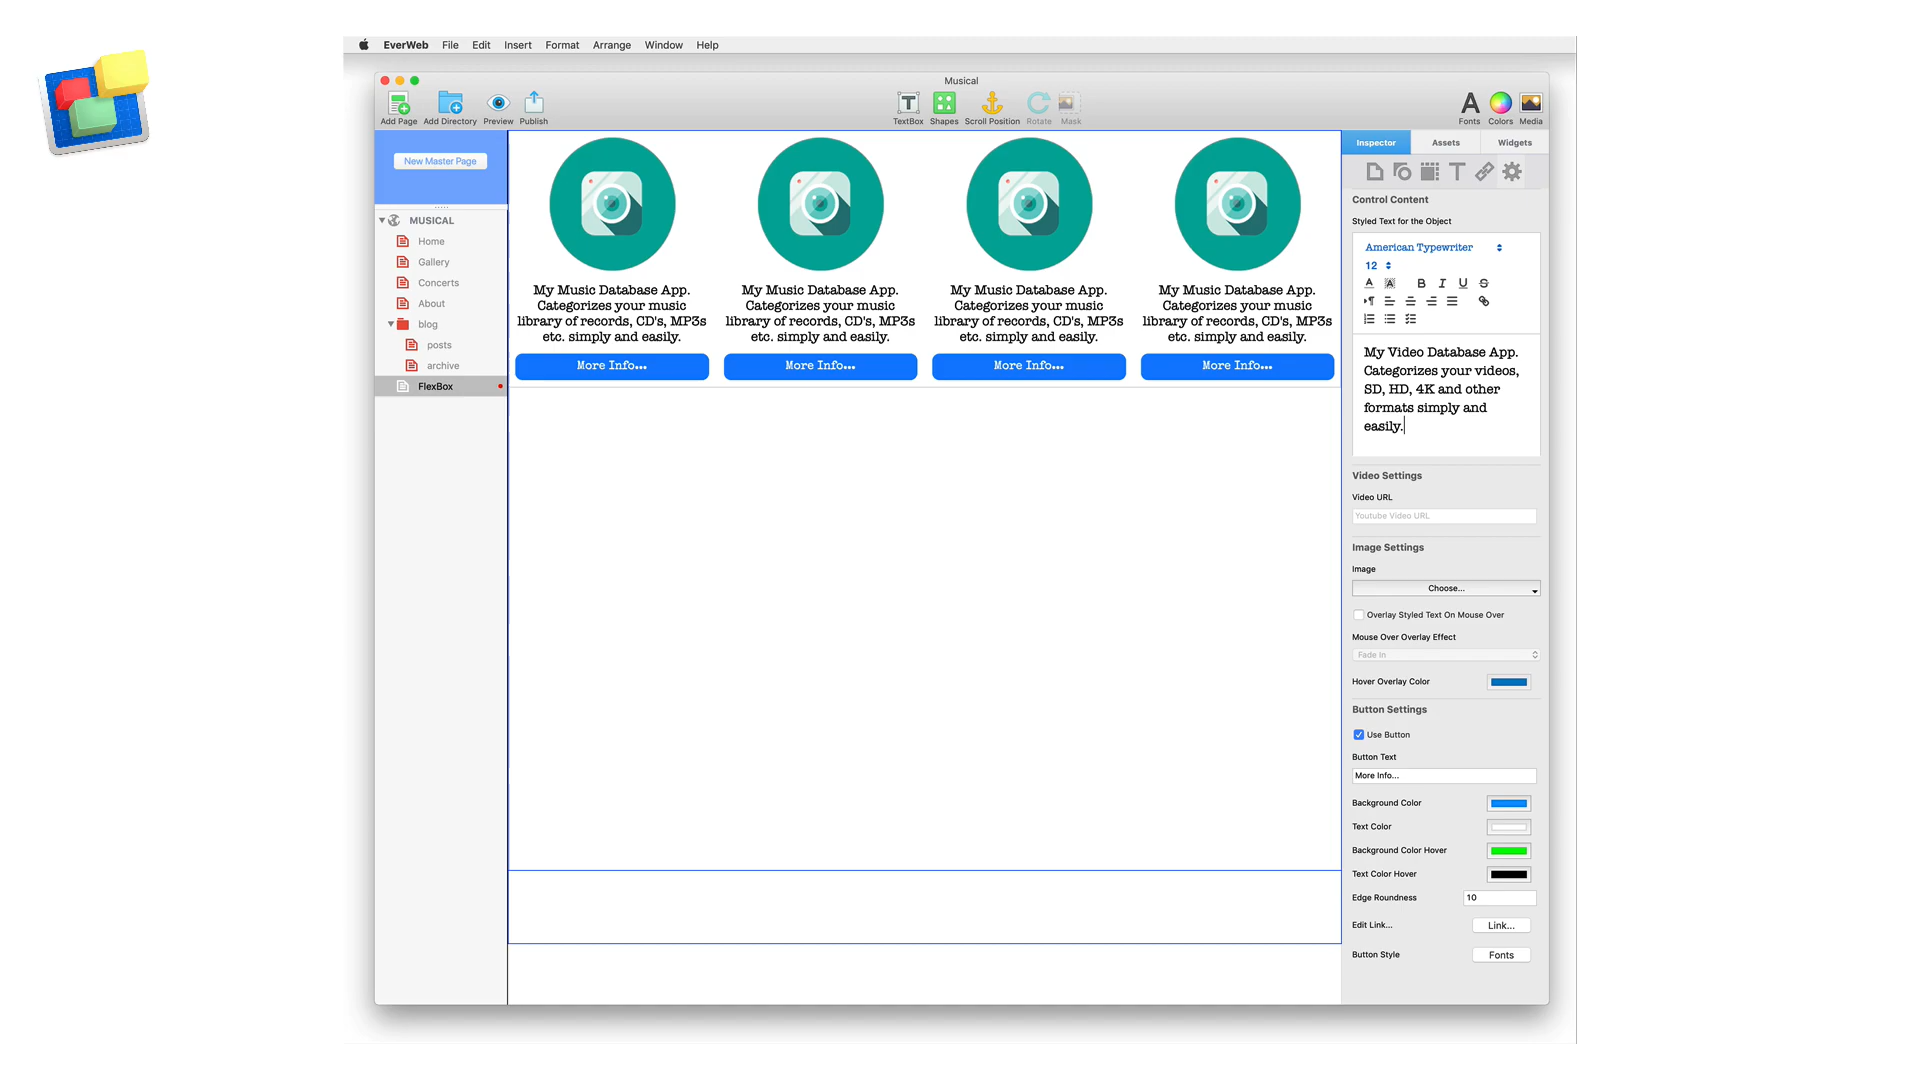 EverWeb File Edit Insert Format Arrange Window Help
Musical
Add Page Add Directory Preview Publish
TextBox Shapes Scroll Position Rotate Mask
Fonts Colors Media
New Master Page
MUSICAL
Home
Gallery
Concerts
About
blog
posts
archive
FlexBox
My Music Database App.
Categorizes your music
library of records, CD's, MP3s
etc. simply and easily.
More Info...
My Music Database App.
Categorizes your music
library of records, CD's, MP3s
etc. simply and easily.
More Info...
My Music Database App.
Categorizes your music
library of records, CD's, MP3s
etc. simply and easily.
More Info...
My Music Database App.
Categorizes your music
library of records, CD's, MP3s
etc. simply and easily.
More Info...
Inspector Assets Widgets
Control Content
Styled Text for the Object
American Typewriter
12
My Video Database App.
Categorizes your videos,
SD, HD, 4K and other
formats simply and
easily.
Video Settings
Video URL
Youtube Video URL
Image Settings
Image
Choose...
Overlay Styled Text On Mouse Over
Mouse Over Overlay Effect
Fade In
Hover Overlay Color
Button Settings
Use Button
Button Text
More Info...
Background Color
Text Color
Background Color Hover
Text Color Hover
Edge Roundness 10
Edit Link... Link...
Button Style Fonts